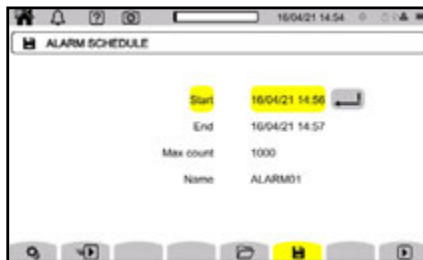 16/04/21 14:54
ALARM SCHEDULE
Start 16/04/21 14:56
End 16/04/21 14:57
Max count 1000
Name ALARM01